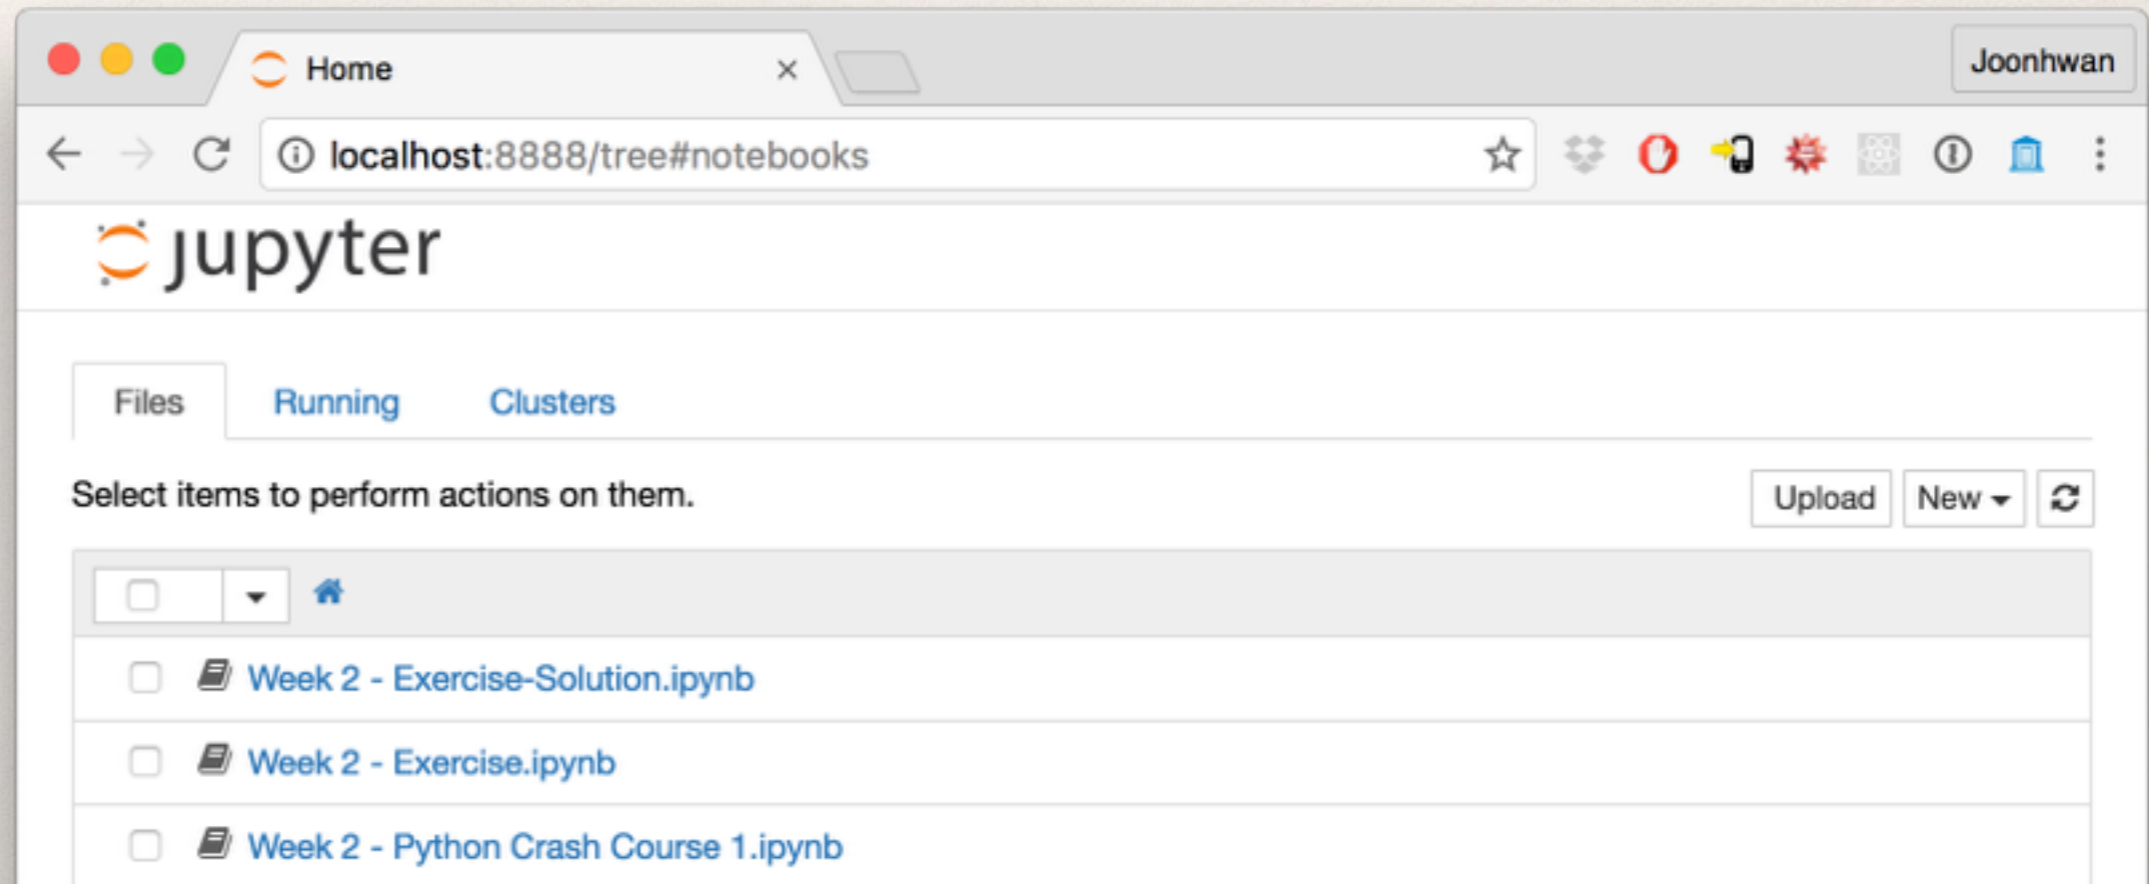 Home
Joonhwan
localhost:8888/tree#notebooks
jupyter
Files Running Clusters
Select items to perform actions on them.
Upload New
Week 2 - Exercise-Solution.ipynb
Week 2 - Exercise.ipynb
Week 2 - Python Crash Course 1.ipynb